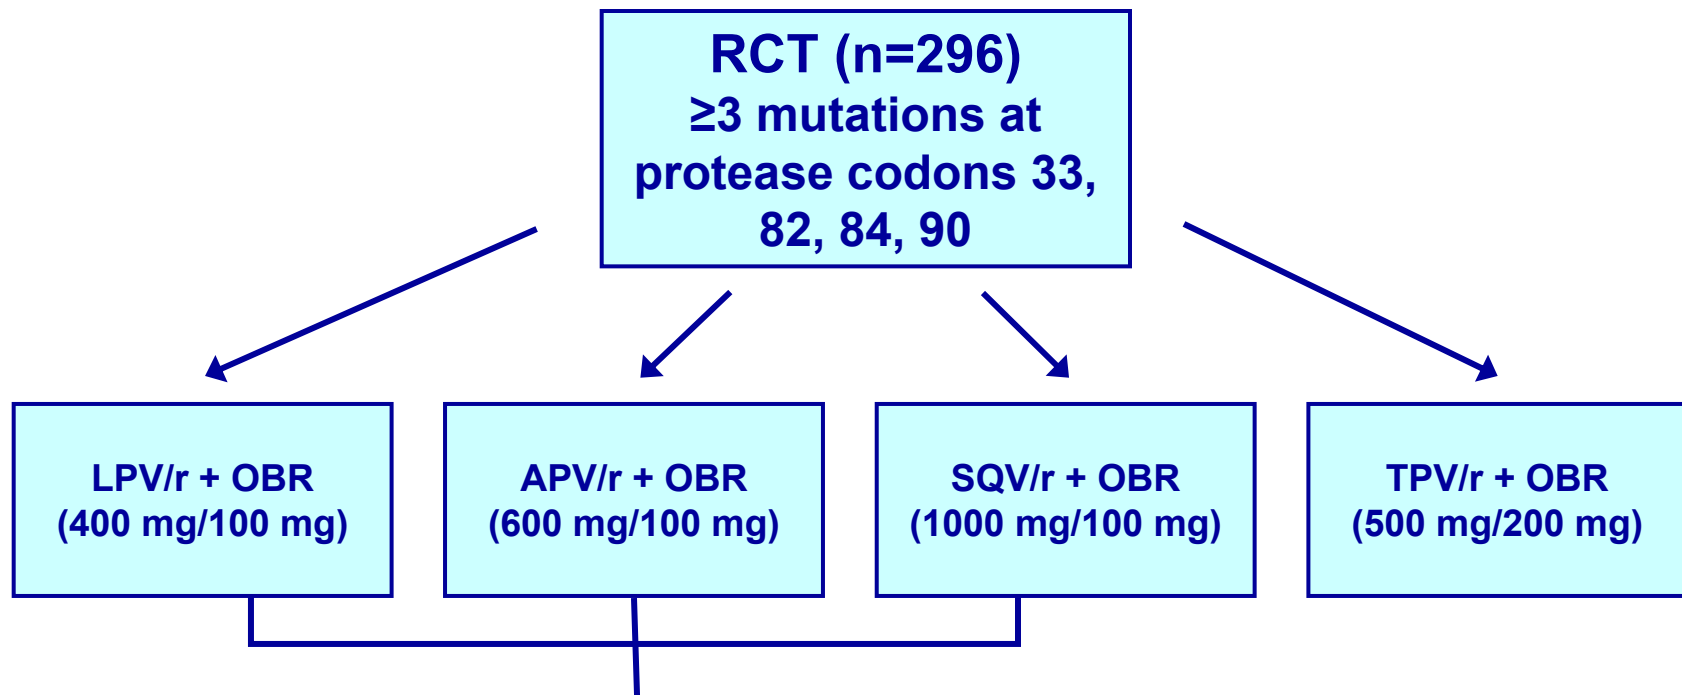 RCT (n=296)
≥3 mutations at
protease codons 33,
82, 84, 90
LPV/r + OBR
(400 mg/100 mg)
APV/r + OBR
(600 mg/100 mg)
SQV/r + OBR
(1000 mg/100 mg)
TPV/r + OBR
(500 mg/200 mg)